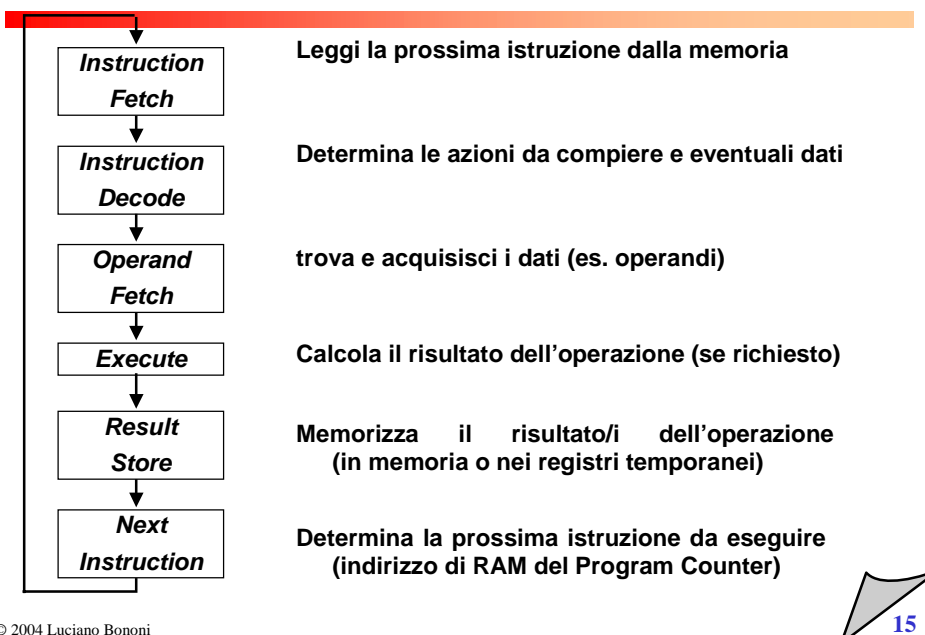 Instruction
Fetch
Leggi la prossima istruzione dalla memoria
Instruction
Decode
Determina le azioni da compiere e eventuali dati
Operand
Fetch
trova e acquisisci i dati (es. operandi)
Execute
Calcola il risultato dell’operazione (se richiesto)
Result
Store
Memorizza il risultato/i dell’operazione
(in memoria o nei registri temporanei)
Next
Instruction
Determina la prossima istruzione da eseguire
(indirizzo di RAM del Program Counter)
© 2004 Luciano Bononi
15